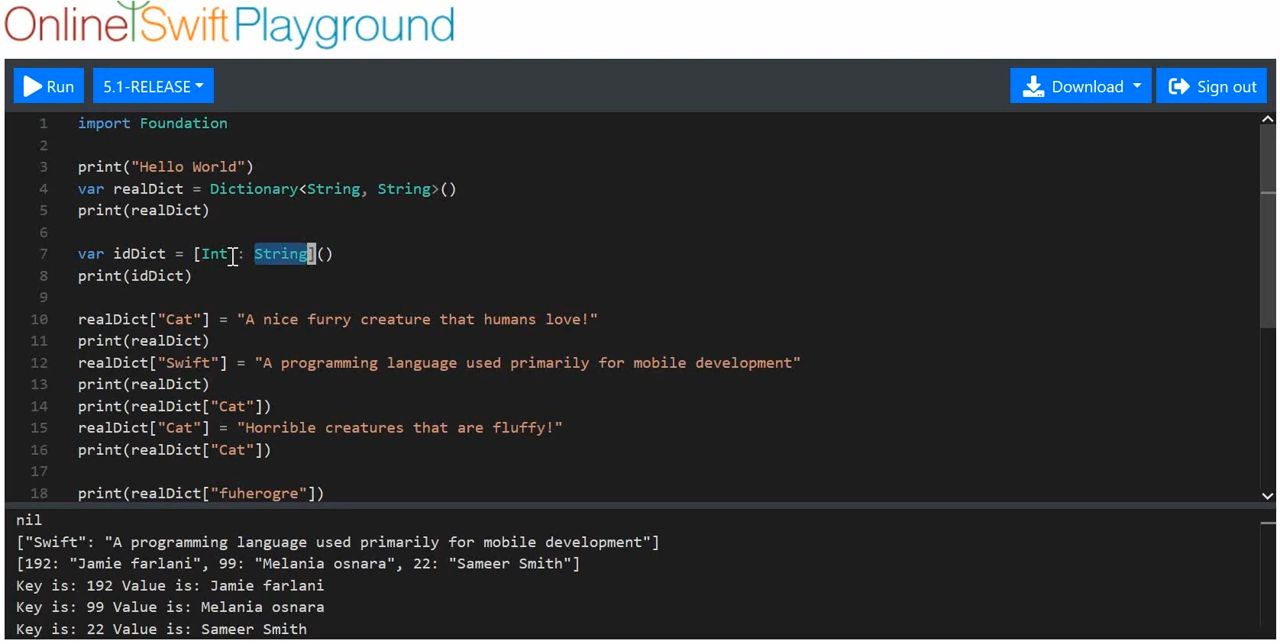 OnlineSwiftPlayground
Run 5.1-RELEASE Download Sign out
1 import Foundation
2
3 print("Hello World")
4 var realDict = Dictionary<String, String>()
5 print(realDict)
6
7 var idDict = [Int : String]()
8 print(idDict)
9
10 realDict["Cat"] = "A nice furry creature that humans love!"
11 print(realDict)
12 realDict["Swift"] = "A programming language used primarily for mobile development"
13 print(realDict)
14 print(realDict["Cat"])
15 realDict["Cat"] = "Horrible creatures that are fluffy!"
16 print(realDict["Cat"])
17
18 print(realDict["fuherogre"])
nil
["Swift": "A programming language used primarily for mobile development"]
[192: "Jamie farlani", 99: "Melania osnara", 22: "Sameer Smith"]
Key is: 192 Value is: Jamie farlani
Key is: 99 Value is: Melania osnara
Key is: 22 Value is: Sameer Smith